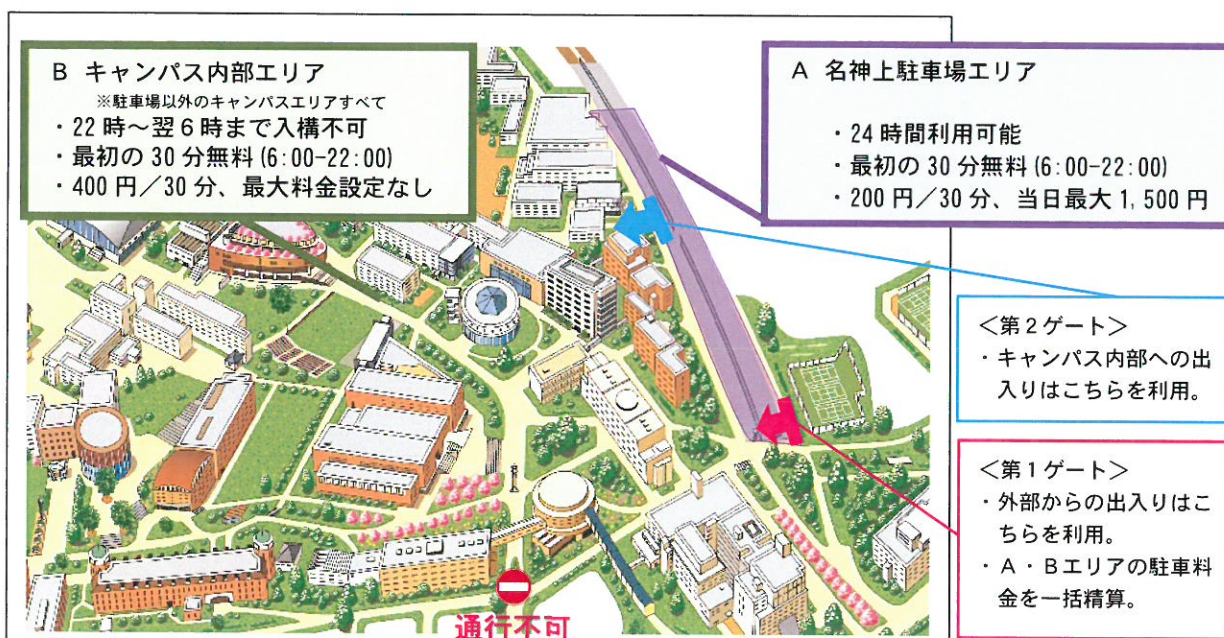 B キャンパス内部エリア
※駐車場以外のキャンパスエリアすべて
・22時~翌6時まで入構不可
・最初の30分無料(6:00-22:00)
・400円/30分、最大料金設定なし
A 名神上駐車場エリア
・24時間利用可能
・最初の30分無料(6:00-22:00)
・200円/30分、当日最大1,500円
<第2ゲート>
・キャンパス内部への出
入りはこちらを利用。
<第1ゲート>
・外部からの出入りはこ
ちらを利用。
・A・Bエリアの駐車料
金を一括精算。
通行不可